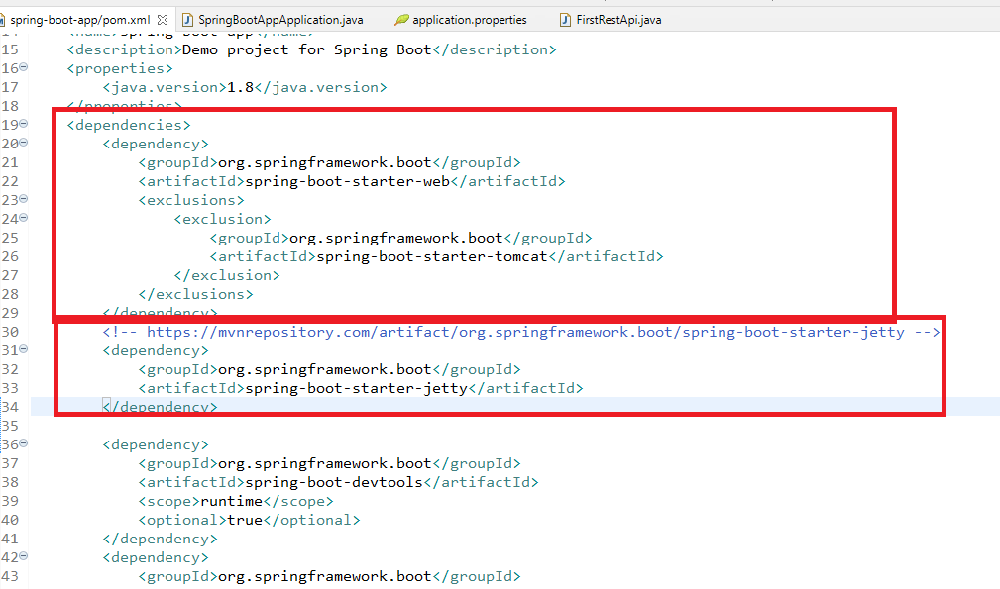 spring-boot-app/pom.xml SpringBootAppApplication.java application.properties FirstRestApi.java
14 <name>spring-boot-app</name>
15 <description>Demo project for Spring Boot</description>
16 <properties>
17 <java.version>1.8</java.version>
18 </properties>
19 <dependencies>
20 <dependency>
21 <groupId>org.springframework.boot</groupId>
22 <artifactId>spring-boot-starter-web</artifactId>
23 <exclusions>
24 <exclusion>
25 <groupId>org.springframework.boot</groupId>
26 <artifactId>spring-boot-starter-tomcat</artifactId>
27 </exclusion>
28 </exclusions>
29 </dependency>
30 <!-- https://mvnrepository.com/artifact/org.springframework.boot/spring-boot-starter-jetty -->
31 <dependency>
32 <groupId>org.springframework.boot</groupId>
33 <artifactId>spring-boot-starter-jetty</artifactId>
34 </dependency>
35
36 <dependency>
37 <groupId>org.springframework.boot</groupId>
38 <artifactId>spring-boot-devtools</artifactId>
39 <scope>runtime</scope>
40 <optional>true</optional>
41 </dependency>
42 <dependency>
43 <groupId>org.springframework.boot</groupId>